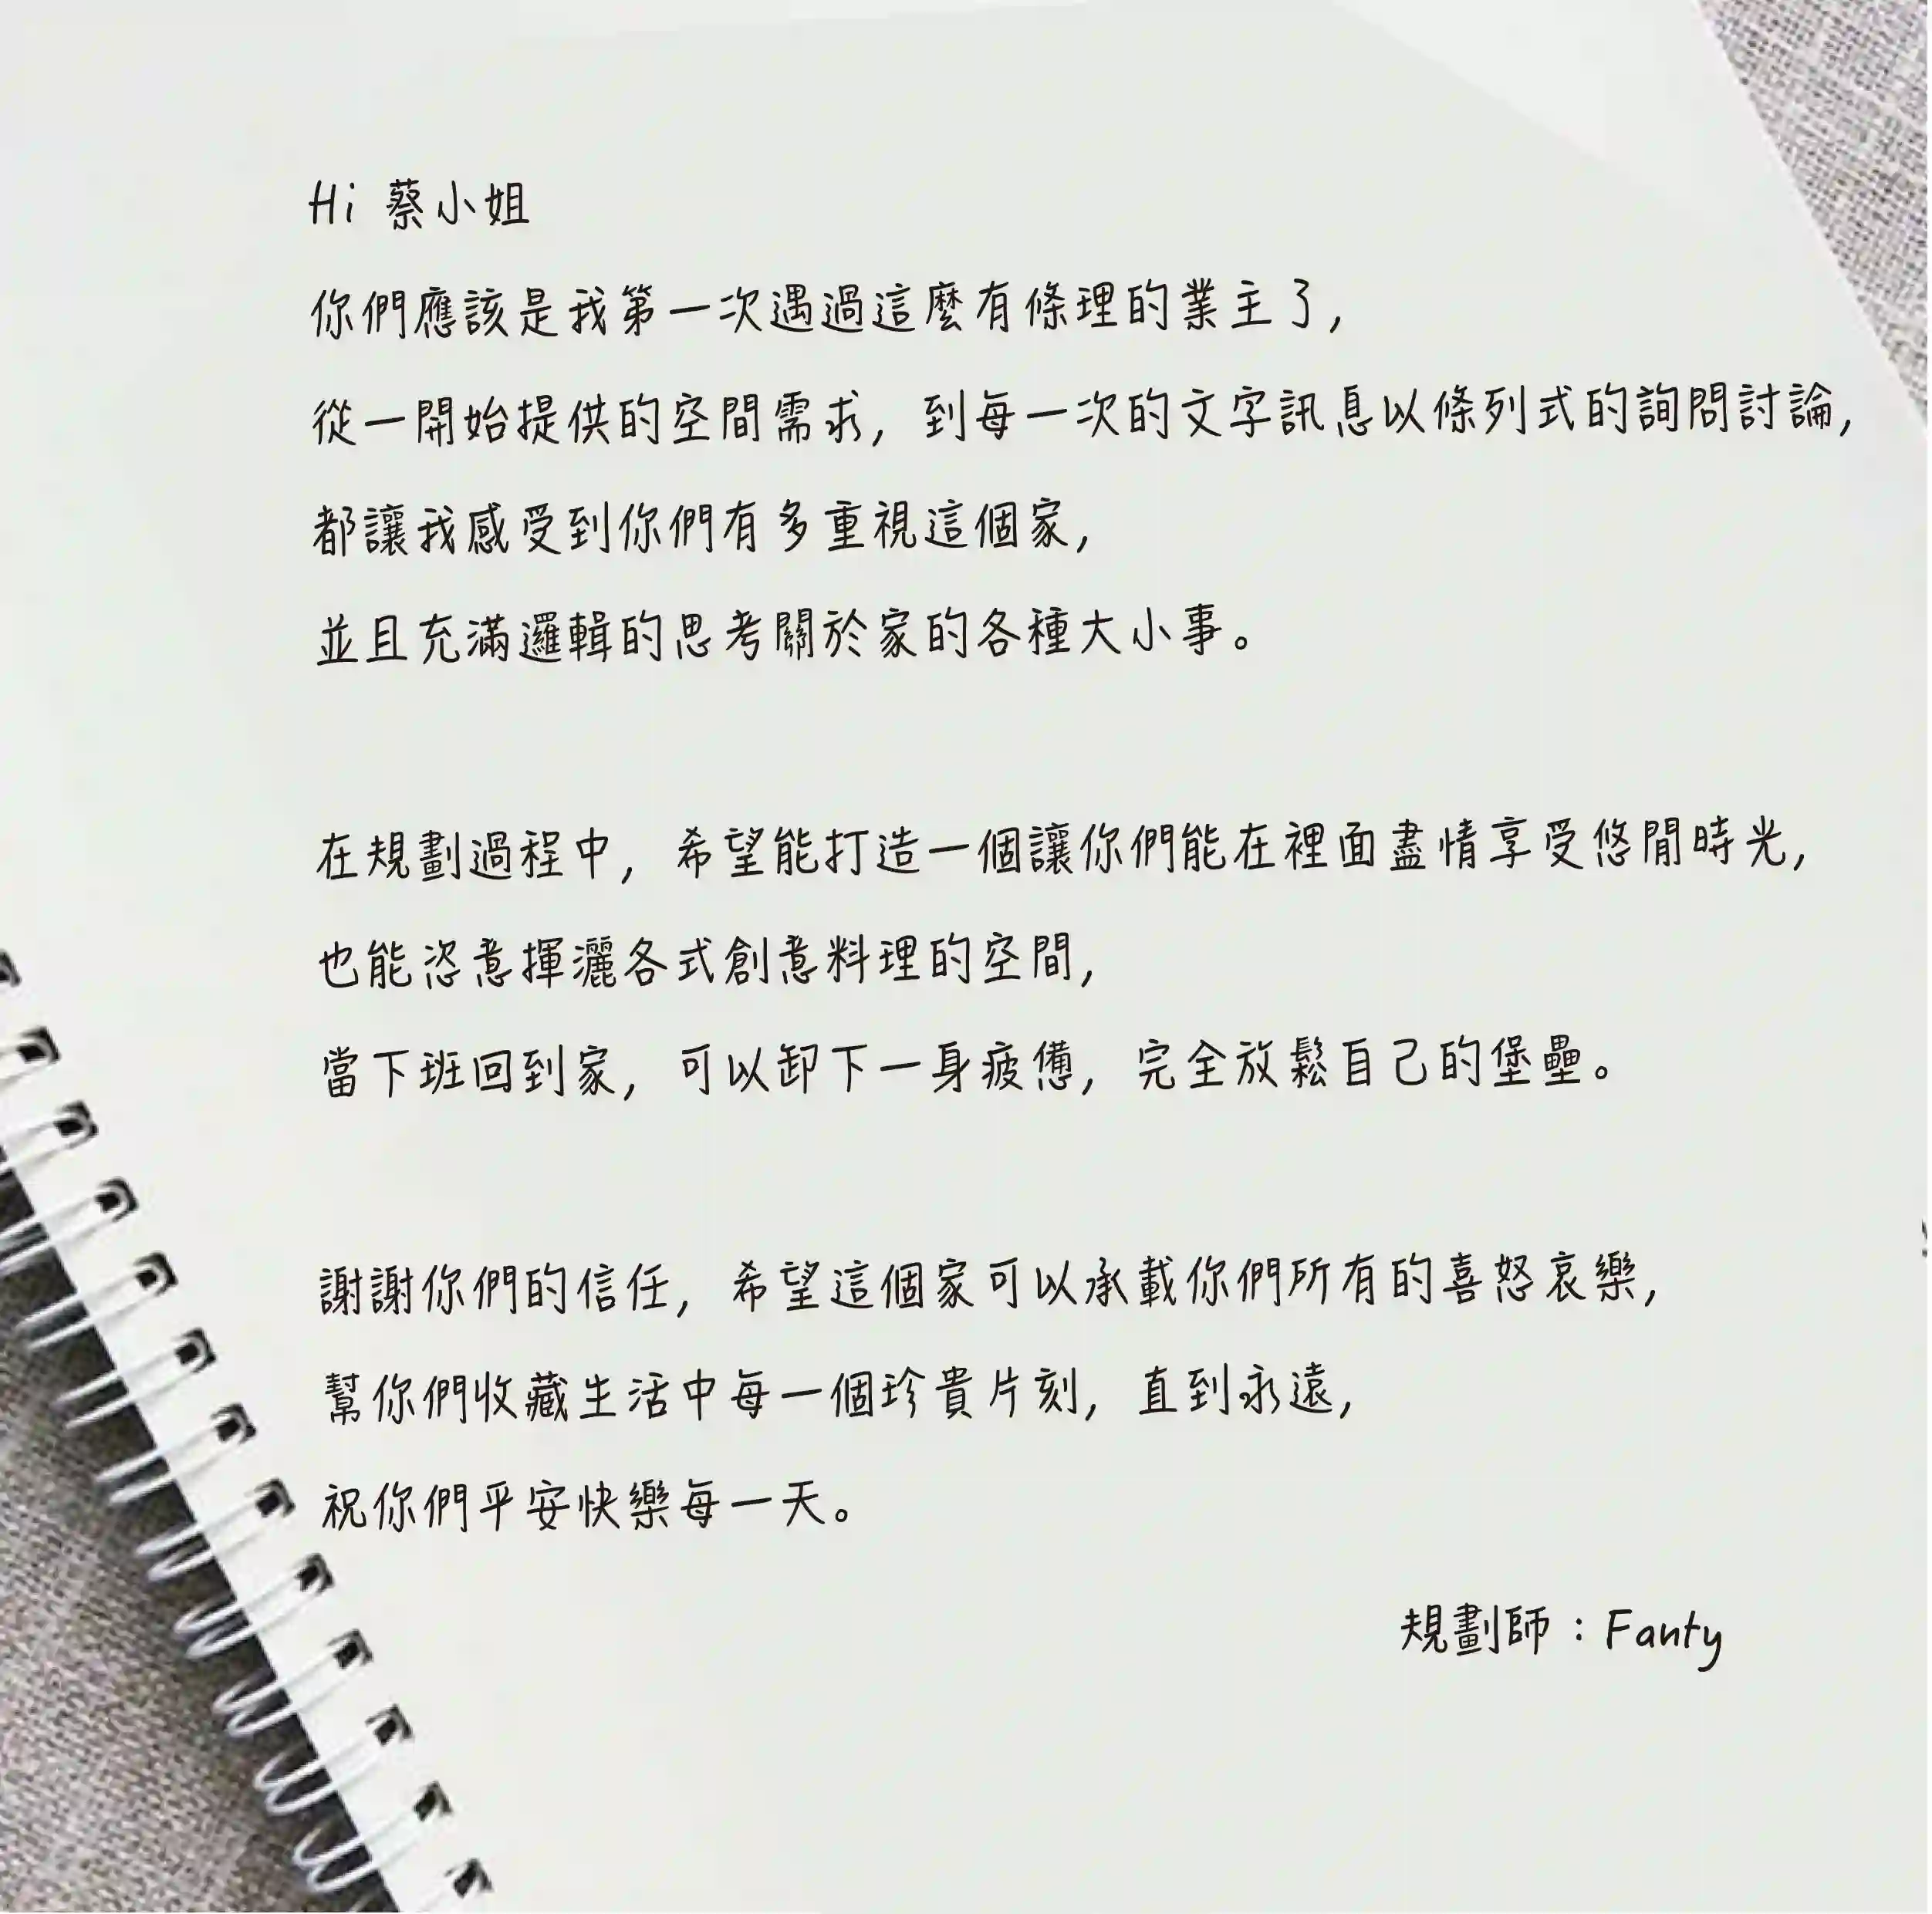 Hi 蔡小姐
你們應該是我第一次遇過這麼有條理的業主了,
從一開始提供的空間需求, 到每一次的文字訊息以條列式的詢問討論,
都讓我感受到你們有多重視這個家,
並且充滿邏輯的思考關於家的各種大小事。
在規劃過程中, 希望能打造一個讓你們能在裡面盡情享受悠閒時光,
也能恣意揮灑各式創意料理的空間,
當下班回到家, 可以卸下一身疲憊, 完全放鬆自己的堡壘。
謝謝你們的信任, 希望這個家可以承載你們所有的喜怒哀樂,
幫你們收藏生活中每一個珍貴片刻, 直到永遠,
祝你們平安快樂每一天。
規劃師：Fanty